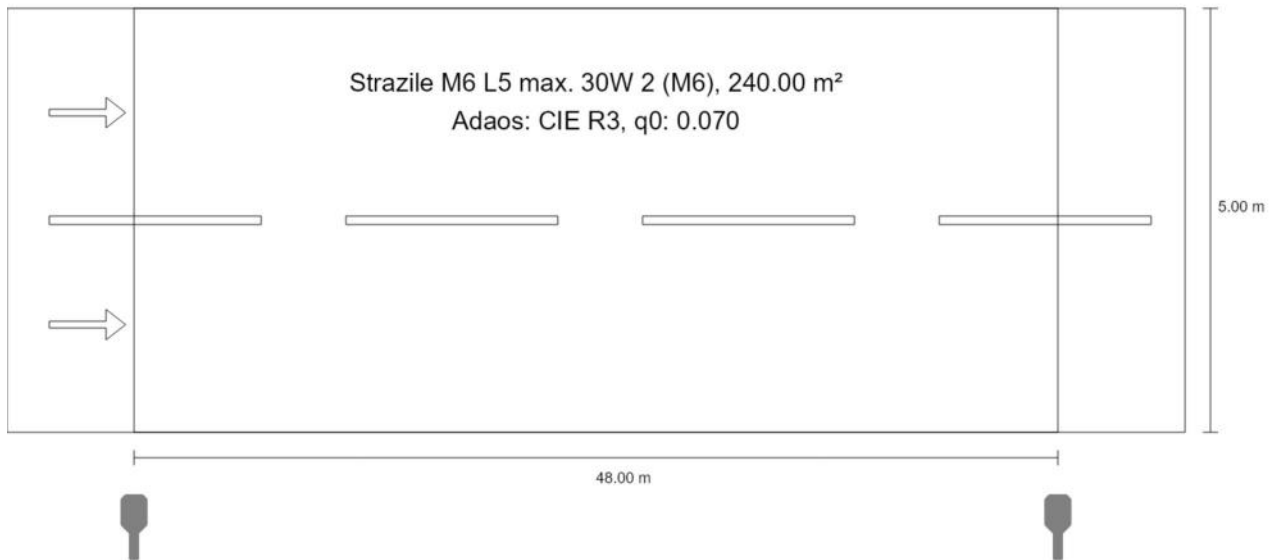 Strazile M6 L5 max. 30W 2 (M6), 240.00 m²
Adaos: CIE R3, q0: 0.070
5.00 m
48.00 m